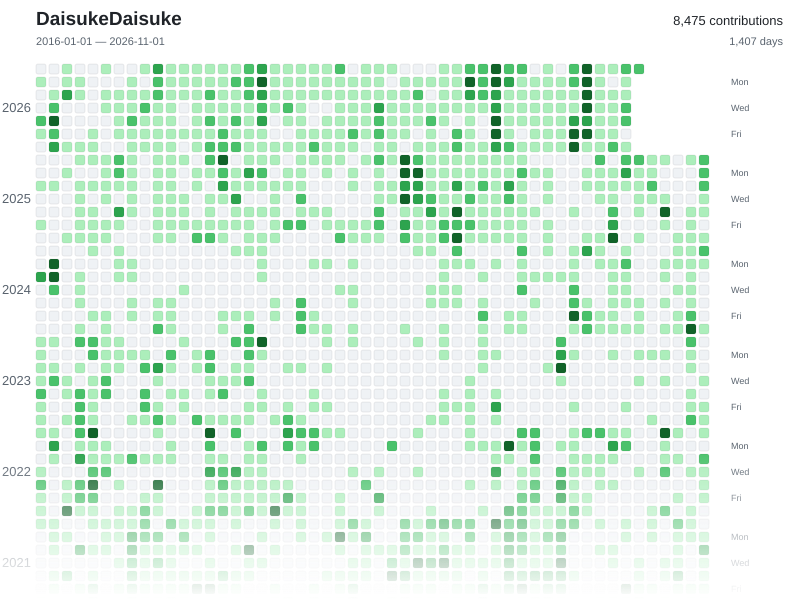 DaisukeDaisuke
8,475 contributions
2016-01-01 — 2026-11-01
1,407 days
Mon
2026
Wed
Fri
Mon
2025
Wed
Fri
Mon
2024
Wed
Fri
Mon
2023
Wed
Fri
Mon
2022
Wed
Fri
Mon
2021
Wed
Fri